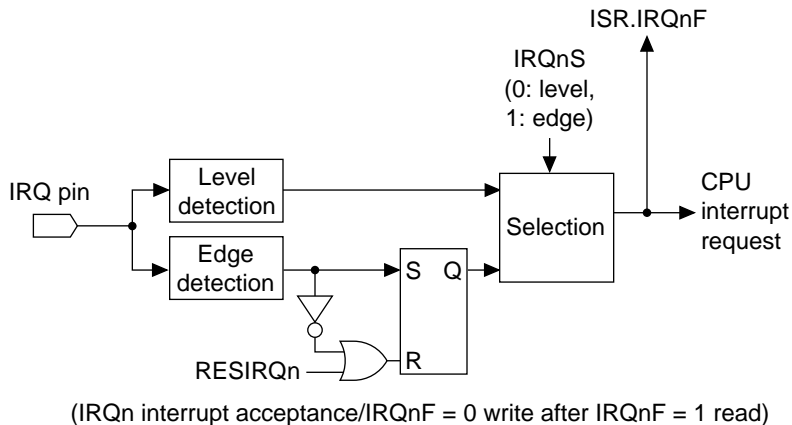 ISR.IRQnF
IRQnS
(0: level,
1: edge)
IRQ pin
Level
detection
Selection
CPU
interrupt
request
Edge
detection
S Q
R
RESIRQn
(IRQn interrupt acceptance/IRQnF = 0 write after IRQnF = 1 read)